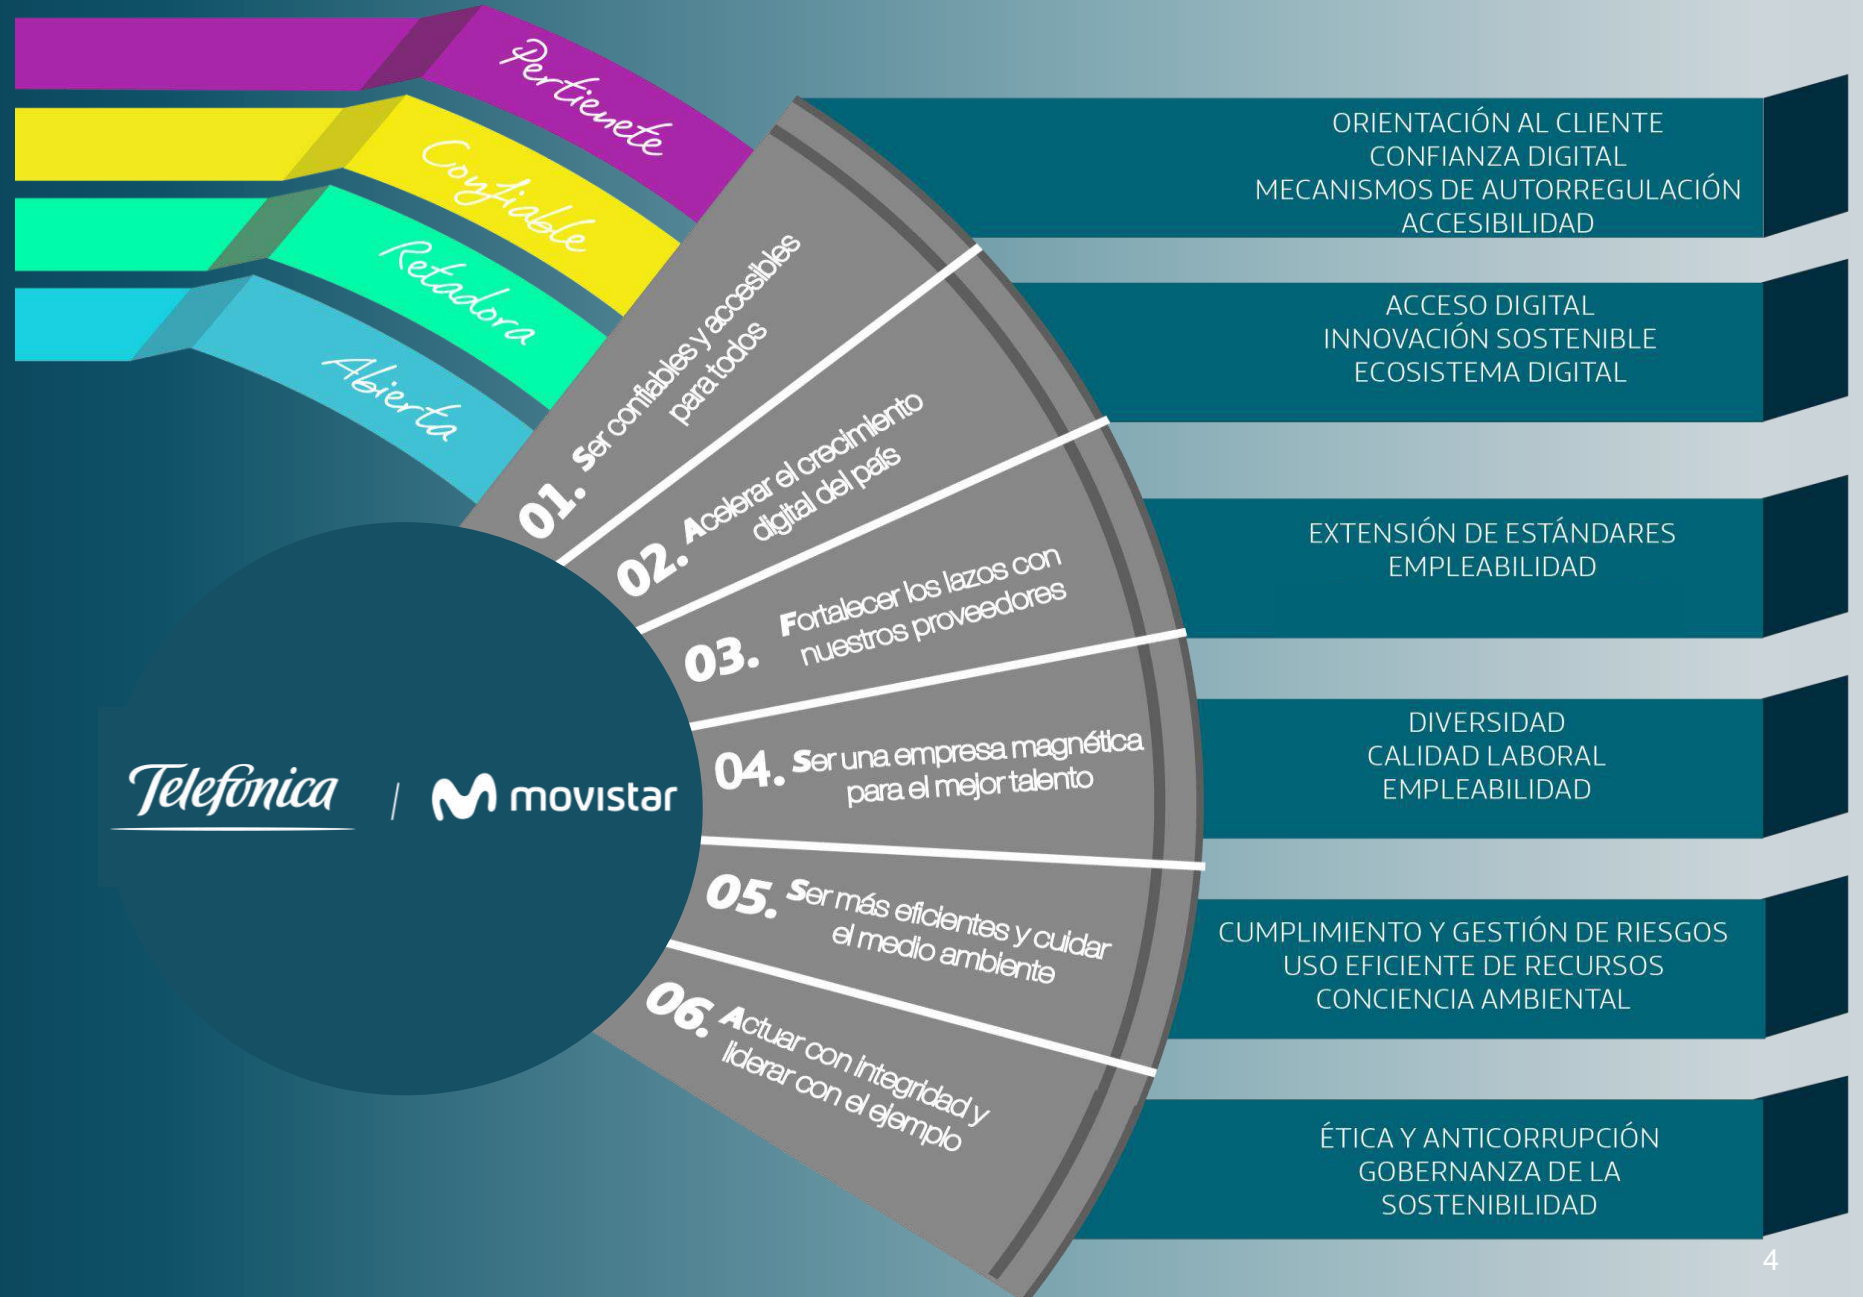 Pertienete
Confiable
Retadora
Abierta
01. Ser confiables y accesibles
para todos
02. Acelerar el crecimiento
digital del país
03. Fortalecer los lazos con
nuestros proveedores
04. Ser una empresa magnética
para el mejor talento
05. Ser más eficientes y cuidar
el medio ambiente
06. Actuar con integridad y
liderar con el ejemplo
Telefónica | movistar
ORIENTACIÓN AL CLIENTE
CONFIANZA DIGITAL
MECANISMOS DE AUTORREGULACIÓN
ACCESIBILIDAD
ACCESO DIGITAL
INNOVACIÓN SOSTENIBLE
ECOSISTEMA DIGITAL
EXTENSIÓN DE ESTÁNDARES
EMPLEABILIDAD
DIVERSIDAD
CALIDAD LABORAL
EMPLEABILIDAD
CUMPLIMIENTO Y GESTIÓN DE RIESGOS
USO EFICIENTE DE RECURSOS
CONCIENCIA AMBIENTAL
ÉTICA Y ANTICORRUPCIÓN
GOBERNANZA DE LA
SOSTENIBILIDAD
4